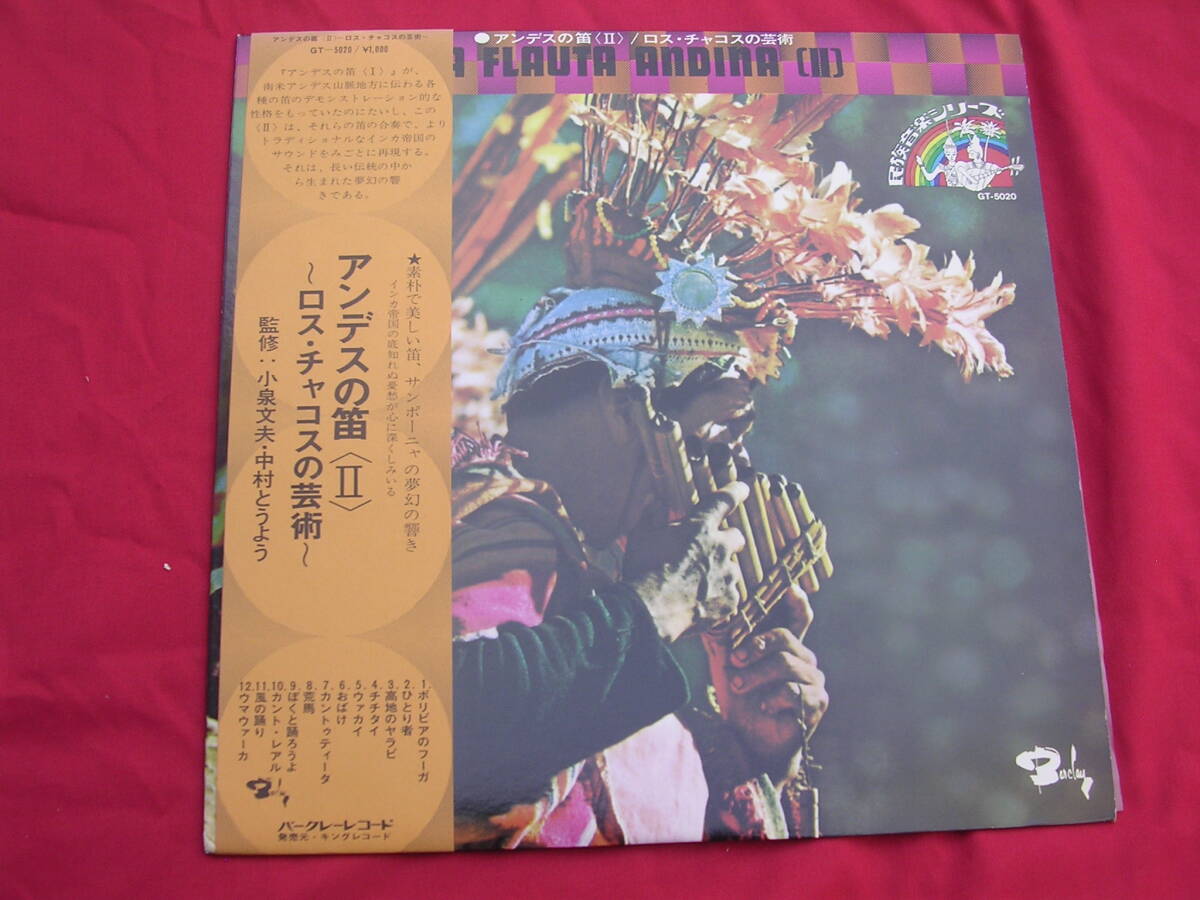 アンデスの笛〈II〉―ロス・チャコスの芸術―
GT-5020/¥1,000
『アンデスの笛〈I〉』が、
南米アンデス山脈地方に伝わる各
種の笛のデモンストレーション的な
性格をもっていたのにたいし、この
〈II〉は、それらの笛の合奏で、より
トラディショナルなインカ帝国の
サウンドをみごとに再現する。
それは、長い伝統の中か
ら生まれた夢幻の響
きである。
★素朴で美しい笛、サンポーニャの夢幻の響き
インカ帝国の底知れぬ憂愁が心に深くしみいる
アンデスの笛〈II〉
〜ロス・チャコスの芸術〜
監修:小泉文夫・中村とうよう
1.ボリビアのフーガ
2.ひとり者
3.高地のヤラビ
4.チチタイ
5.ウァカイ
6.おばけ
7.カントゥティータ
8.荒馬
9.ぼくと踊ろうよ
10.カント・レアル
11.風の踊り
12.ウマウァーカ
Barclay
バークレーレコード
発売元・キングレコード
●アンデスの笛〈II〉/ロス・チャコスの芸術
A FLAUTA ANDINA (II)
民族音楽シリーズ
GT-5020
Barclay